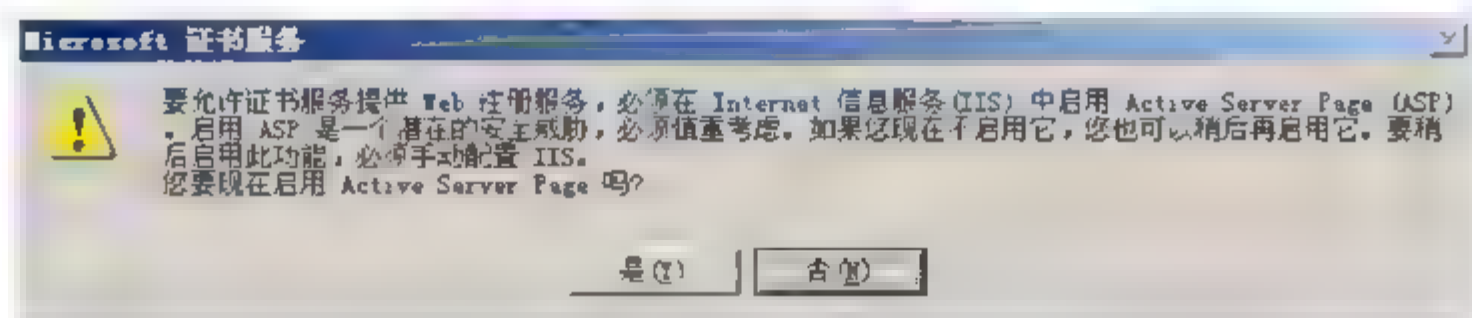 Microsoft 证书服务
要允许证书服务提供 Web 注册服务，必须在 Internet 信息服务(IIS) 中启用 Active Server Page (ASP)
。启用 ASP 是一个潜在的安全威胁，必须慎重考虑。如果您现在不启用它，您也可以稍后再启用它。要稍
后启用此功能，必须手动配置 IIS。
您要现在启用 Active Server Page 吗?
是(Y)
否(N)